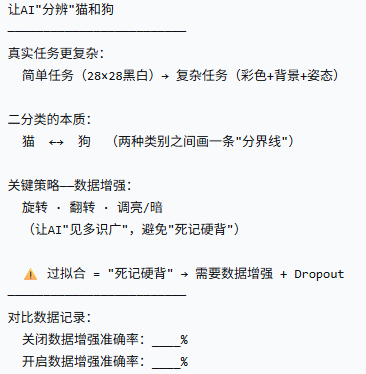 让AI"分辨"猫和狗
─────────────────────────
真实任务更复杂：
简单任务（28×28黑白）→ 复杂任务（彩色+背景+姿态）
二分类的本质：
猫 ↔ 狗 （两种类别之间画一条"分界线"）
关键策略——数据增强：
旋转 · 翻转 · 调亮/暗
（让AI"见多识广"，避免"死记硬背"）
⚠️ 过拟合 = "死记硬背" → 需要数据增强 + Dropout
─────────────────────────
对比数据记录：
关闭数据增强准确率：____%
开启数据增强准确率：____%